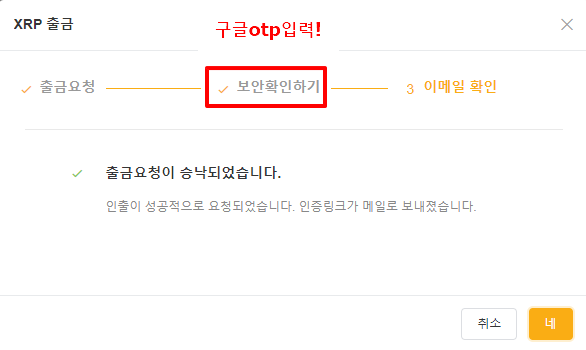 XRP 출금
구글otp입력!
출금요청
보안확인하기
3 이메일 확인
출금요청이 승낙되었습니다.
인출이 성공적으로 요청되었습니다. 인증링크가 메일로 보내졌습니다.
취소
네